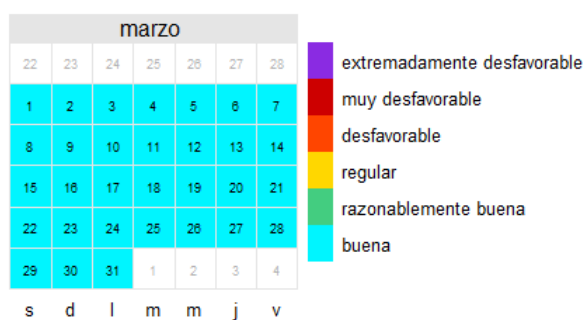 marzo
22 23 24 25 26 27 28
1 2 3 4 5 6 7
8 9 10 11 12 13 14
15 16 17 18 19 20 21
22 23 24 25 26 27 28
29 30 31 1 2 3 4
s d l m m j v
extremadamente desfavorable
muy desfavorable
desfavorable
regular
razonablemente buena
buena